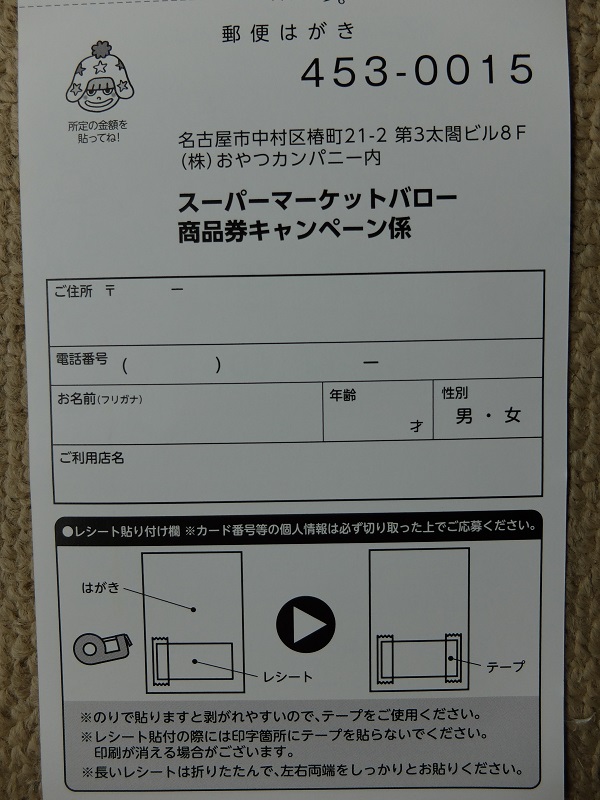 郵便はがき
453-0015
所定の金額を
貼ってね!
名古屋市中村区椿町21-2 第3太閤ビル8F
(株)おやつカンパニー内
スーパーマーケットバロー
商品券キャンペーン係
ご住所 〒 ー
電話番号 ( ) ー
お名前(フリガナ)
年齢
才
性別
男・女
ご利用店名
●レシート貼り付け欄 ※カード番号等の個人情報は必ず切り取った上でご応募ください。
はがき
レシート
テープ
※のりで貼りますと剥がれやすいので、テープをご使用ください。
※レシート貼付の際には印字箇所にテープを貼らないでください。
印刷が消える場合がございます。
※長いレシートは折りたたんで、左右両端をしっかりとお貼りください。